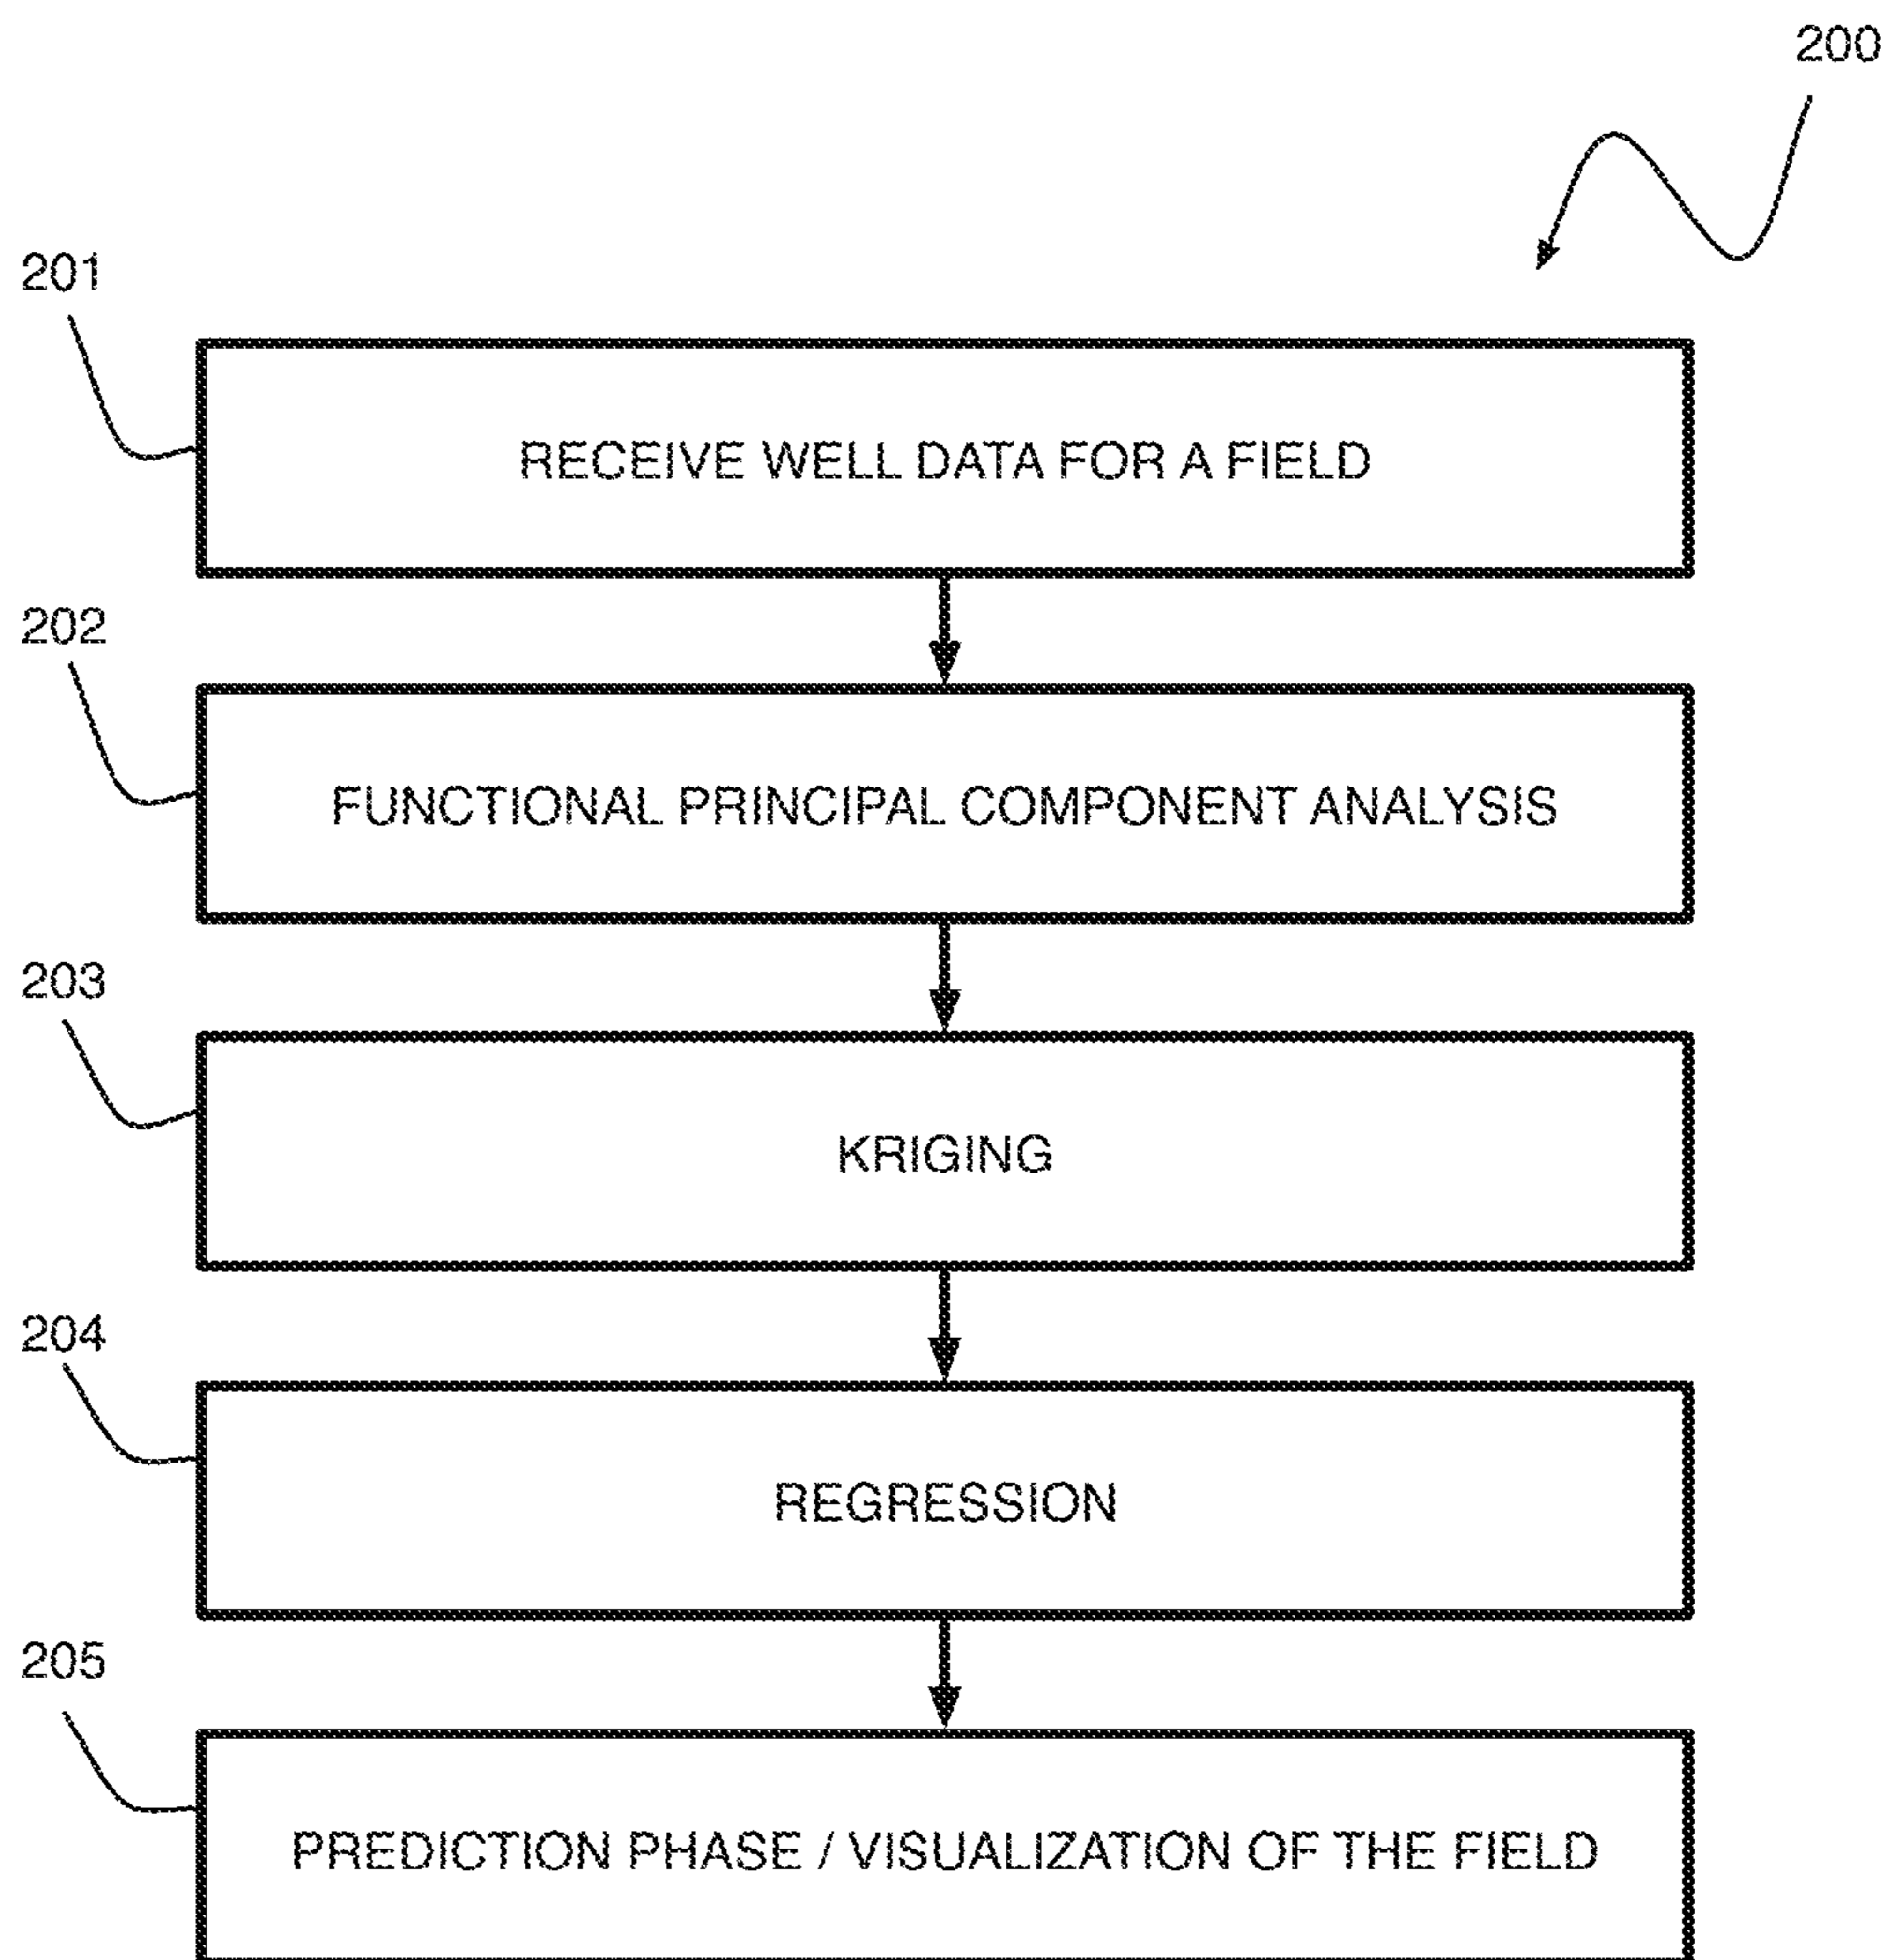 200
201
RECEIVE WELL DATA FOR A FIELD
202
FUNCTIONAL PRINCIPAL COMPONENT ANALYSIS
203
KRIGING
204
REGRESSION
205
PREDICTION PHASE / VISUALIZATION OF THE FIELD